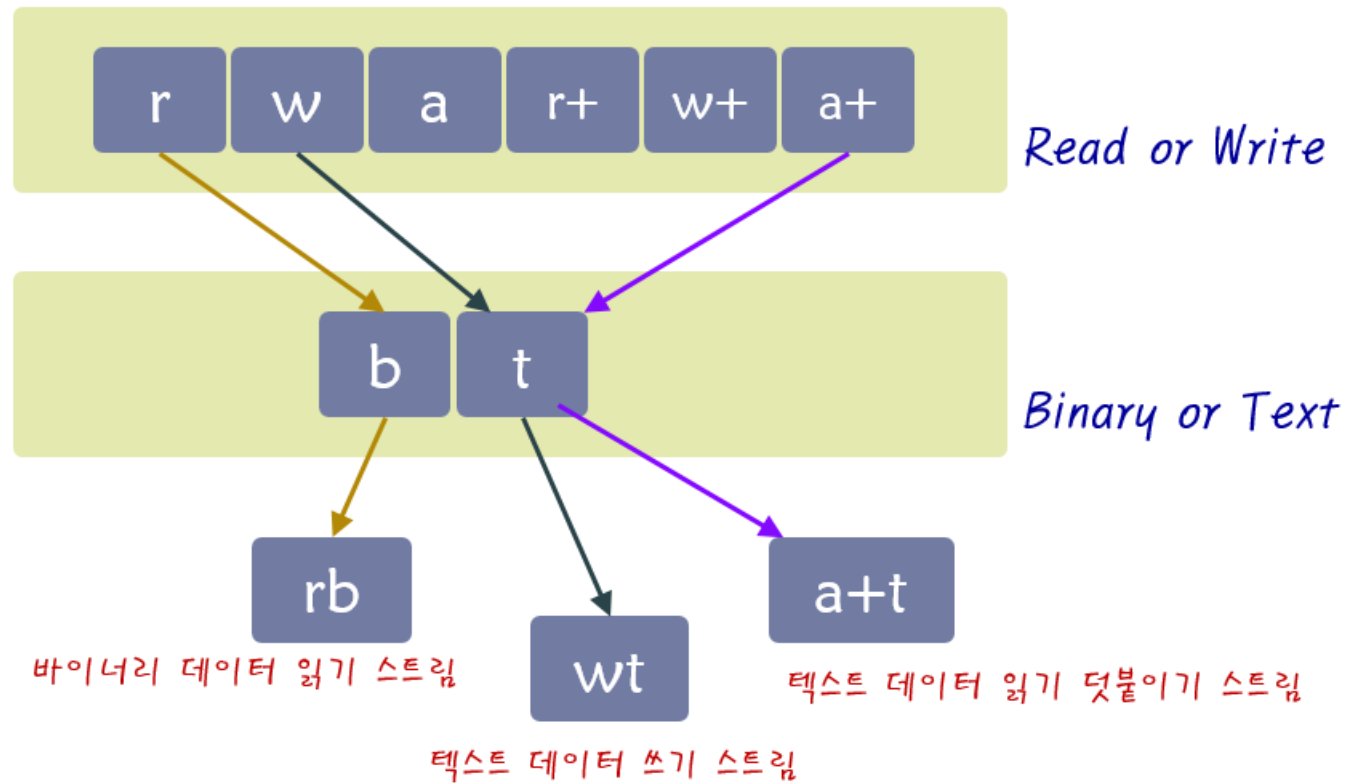 r w a r+ w+ a+
Read or Write
b t
Binary or Text
rb
바이너리 데이터 읽기 스트림
wt
텍스트 데이터 쓰기 스트림
a+t
텍스트 데이터 읽기 덧붙이기 스트림